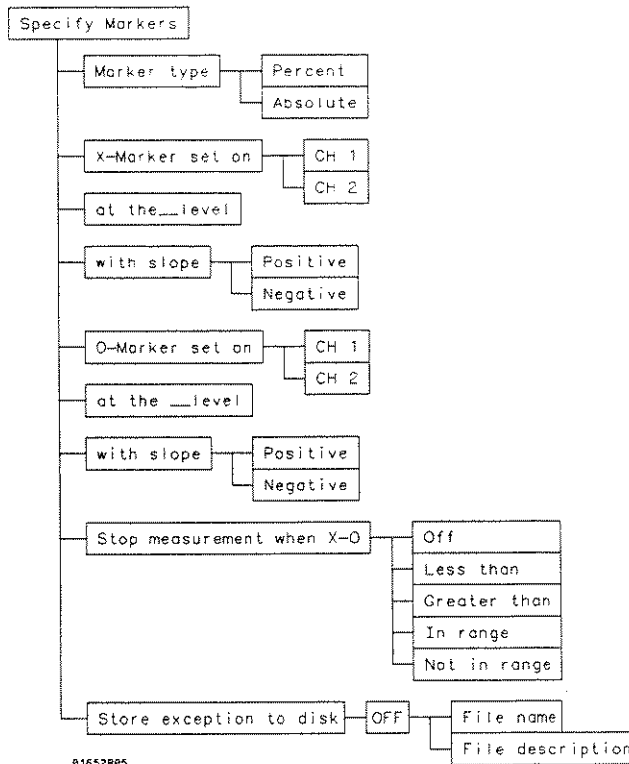 Specify Markers
Marker type
Percent
Absolute
X-Marker set on
CH 1
CH 2
at the__level
with slope
Positive
Negative
O-Marker set on
CH 1
CH 2
at the __level
with slope
Positive
Negative
Stop measurement when X-O
Off
Less than
Greater than
In range
Not in range
Store exception to disk
OFF
File name
File description
01652B05